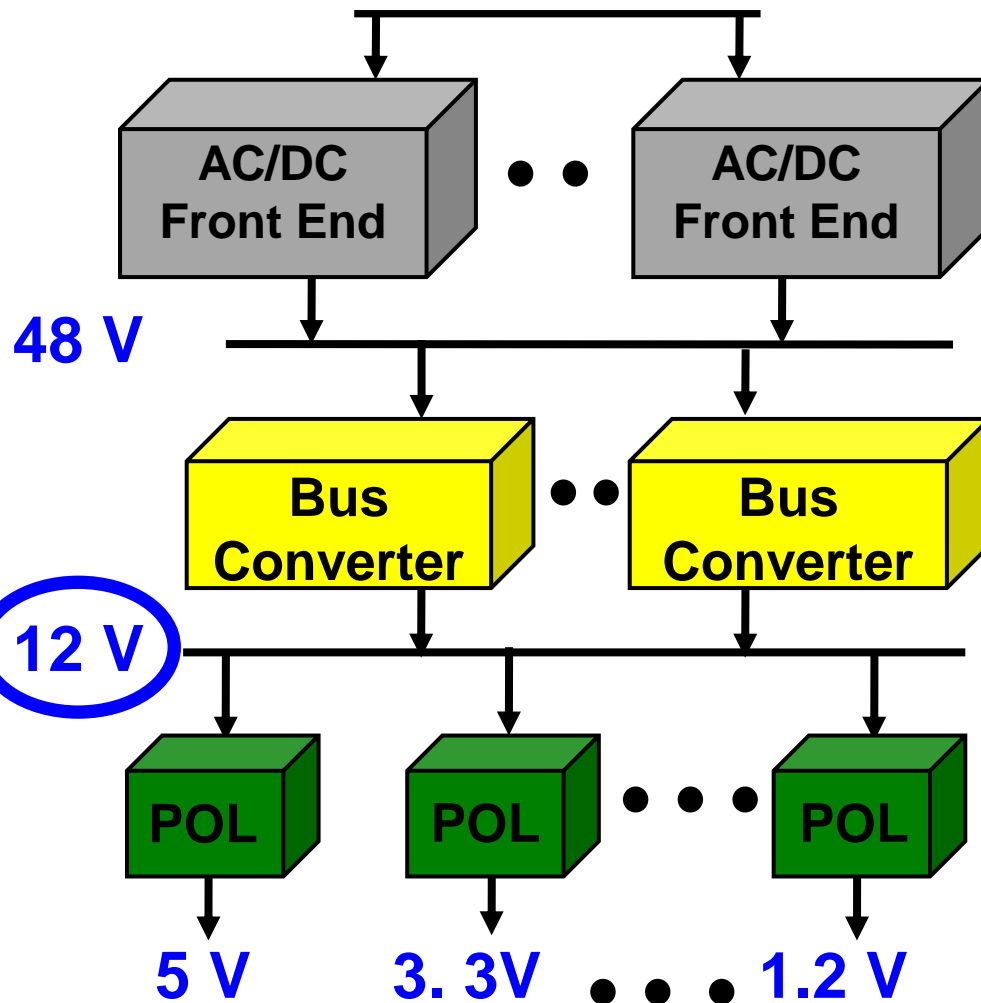 AC/DC
Front End
AC/DC
Front End
48 V
Bus
Converter
Bus
Converter
12 V
POL
POL
POL
5 V
3. 3V
1.2 V